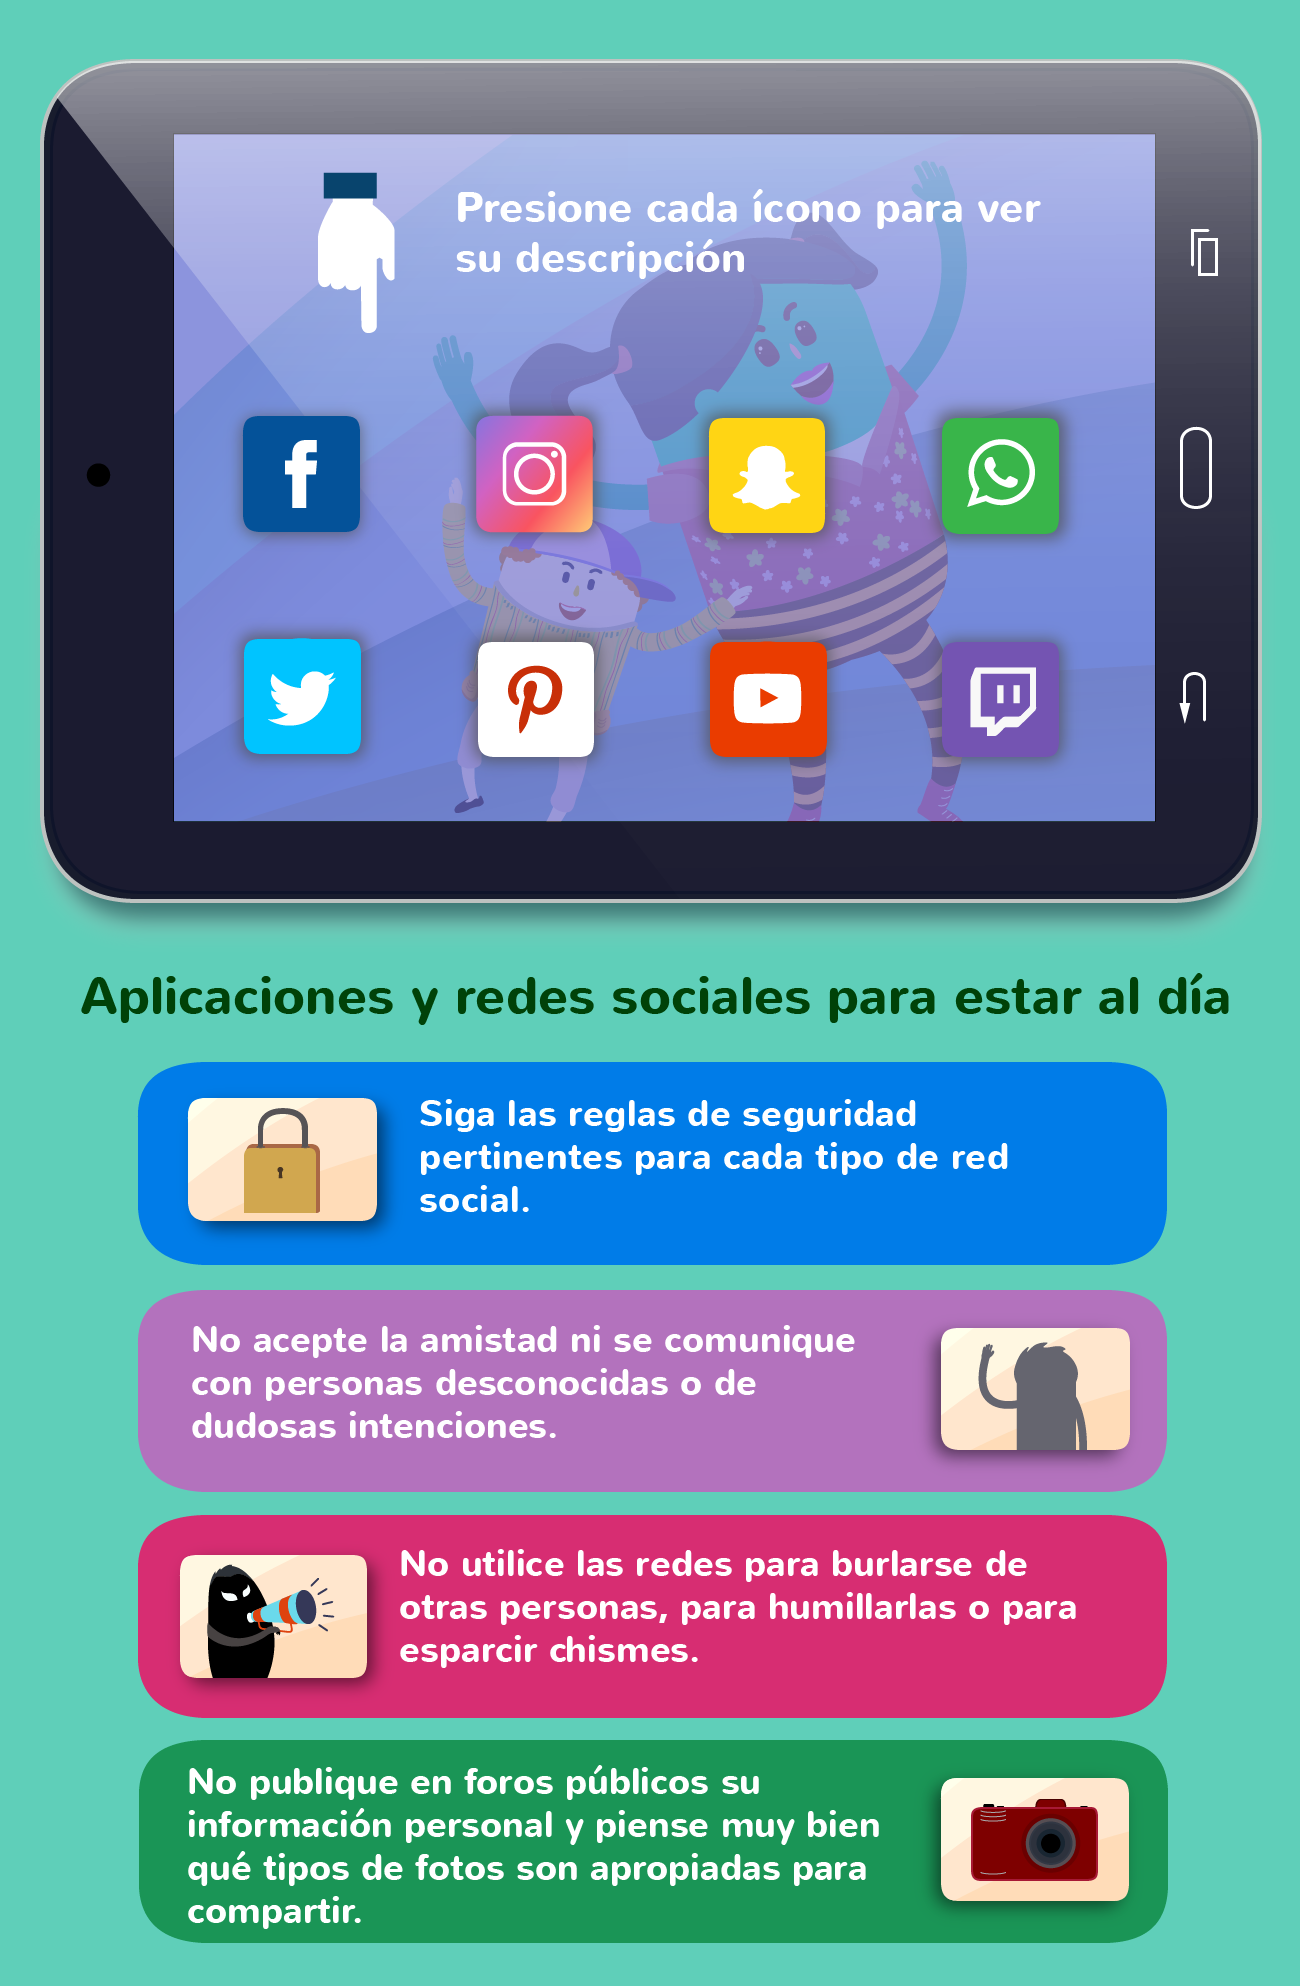 Presione cada ícono para ver
su descripción
Aplicaciones y redes sociales para estar al día
Siga las reglas de seguridad
pertinentes para cada tipo de red
social.
No acepte la amistad ni se comunique
con personas desconocidas o de
dudosas intenciones.
No utilice las redes para burlarse de
otras personas, para humillarlas o para
esparcir chismes.
No publique en foros públicos su
información personal y piense muy bien
qué tipos de fotos son apropiadas para
compartir.